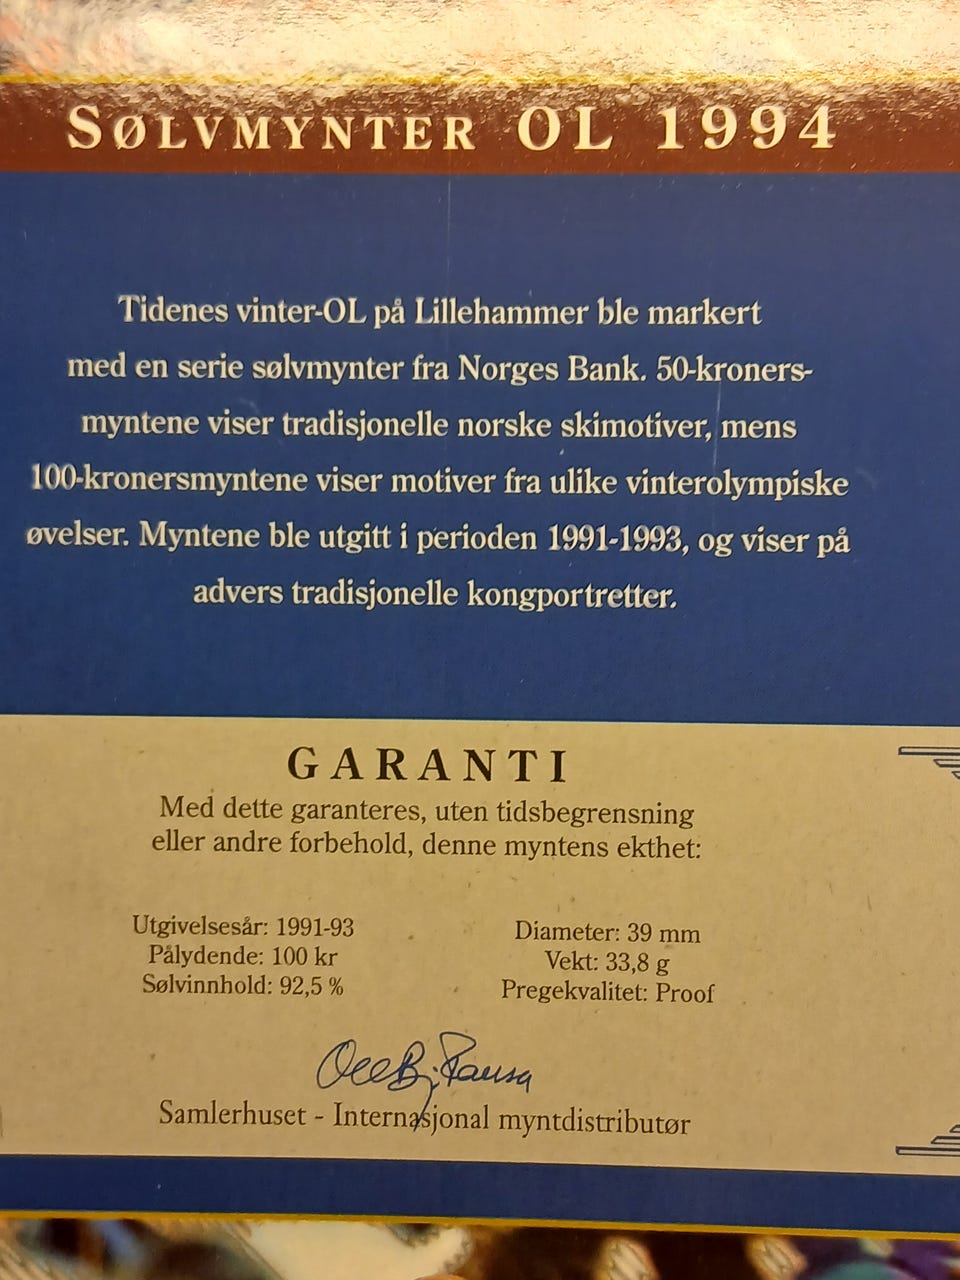 SØLVMYNTER OL 1994
Tidenes vinter-OL på Lillehammer ble markert
med en serie sølvmynter fra Norges Bank. 50-kroners-
myntene viser tradisjonelle norske skimotiver, mens
100-kronersmyntene viser motiver fra ulike vinterolympiske
øvelser. Myntene ble utgitt i perioden 1991-1993, og viser på
advers tradisjonelle kongportretter.
GARANTI
Med dette garanteres, uten tidsbegrensning
eller andre forbehold, denne myntens ekthet:
Utgivelsesår: 1991-93
Pålydende: 100 kr
Sølvinnhold: 92,5 %
Diameter: 39 mm
Vekt: 33,8 g
Pregekvalitet: Proof
Samlerhuset - Internasjonal myntdistributør